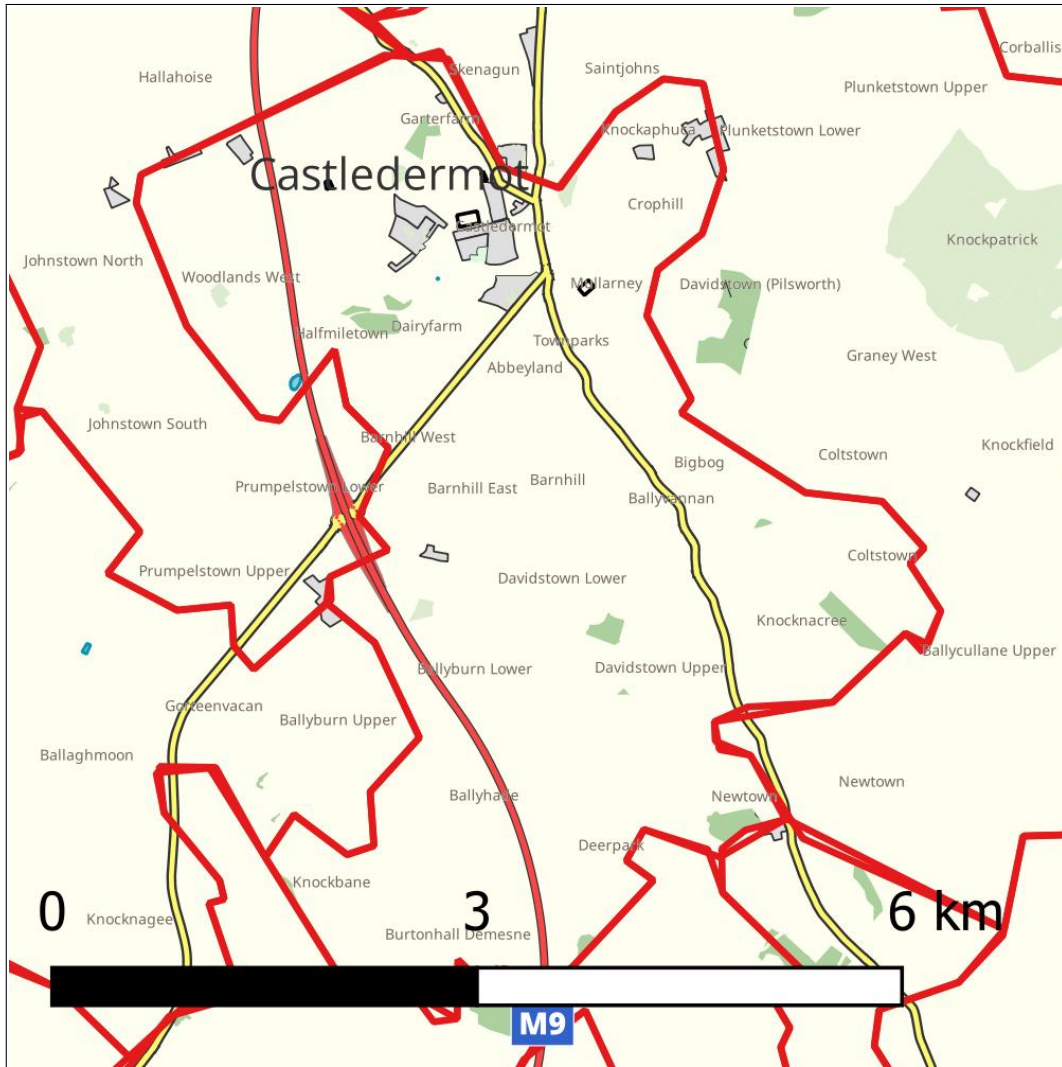 Corballis
Skenagun
Saintjohns
Hallahoise
Plunketstown Upper
Garterfarm
Knockaphuca
Plunketstown Lower
Castledermot
Crophill
Castledermot
Knockpatrick
Johnstown North
Woodlands West
Mullarney
Davidstown (Pilsworth)
Dairyfarm
Halfmiletown
Townparks
Graney West
Abbeyland
Johnstown South
Barnhill West
Knockfield
Coltstown
Bigbog
Barnhill
Prumpelstown Lower
Barnhill East
Ballyvannan
Coltstown
Prumpelstown Upper
Davidstown Lower
Knocknacree
Ballycullane Upper
Ballyburn Lower
Davidstown Upper
Gorteenvacan
Ballyburn Upper
Ballaghmoon
Newtown
Ballyhade
Newtown
Deerpark
Knockbane
0 3 6 km
Knocknagee
Burtonhall Demesne
M9